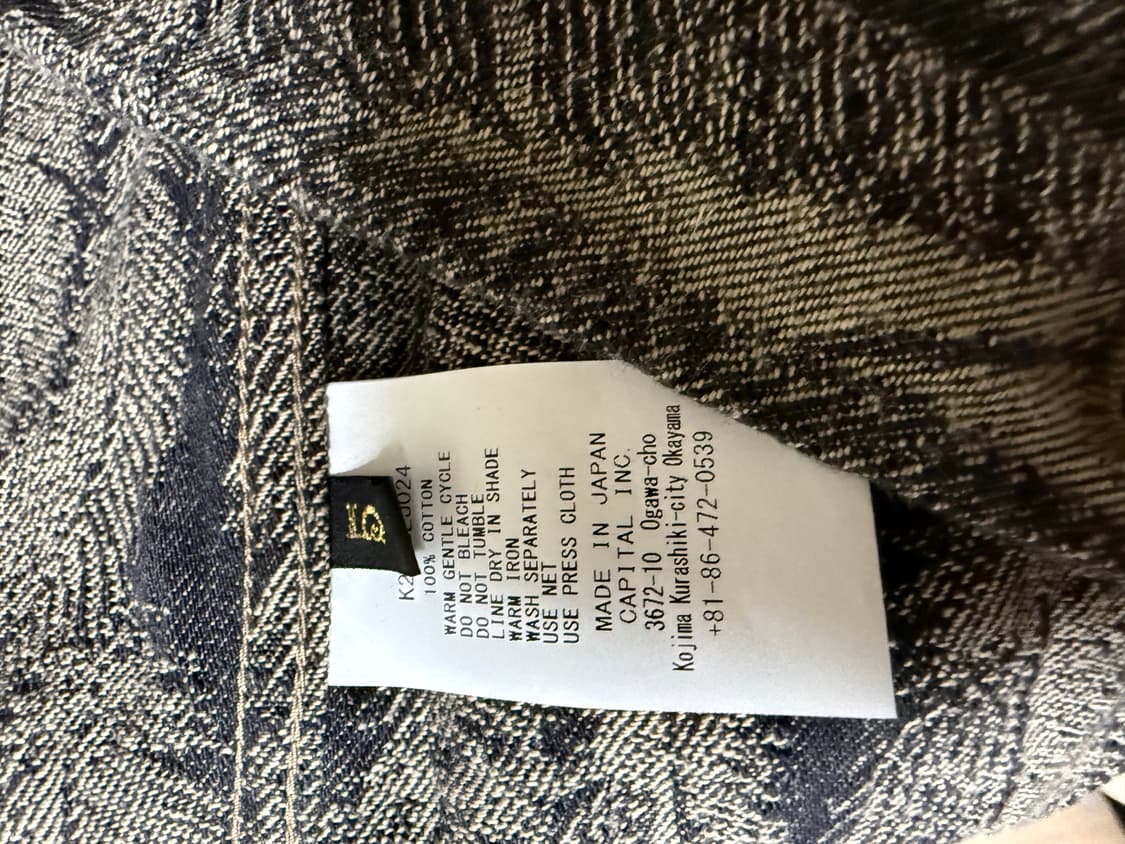 100% COTTON
WARM GENTLE CYCLE
DO NOT BLEACH
DO NOT TUMBLE
LINE DRY IN SHADE
WARM IRON
WASH SEPARATELY
USE NET
USE PRESS CLOTH
MADE IN JAPAN
CAPITAL INC.
3672-10 Ogawa-cho
Kojima Kurashiki-city Okayama
+81-86-472-0539